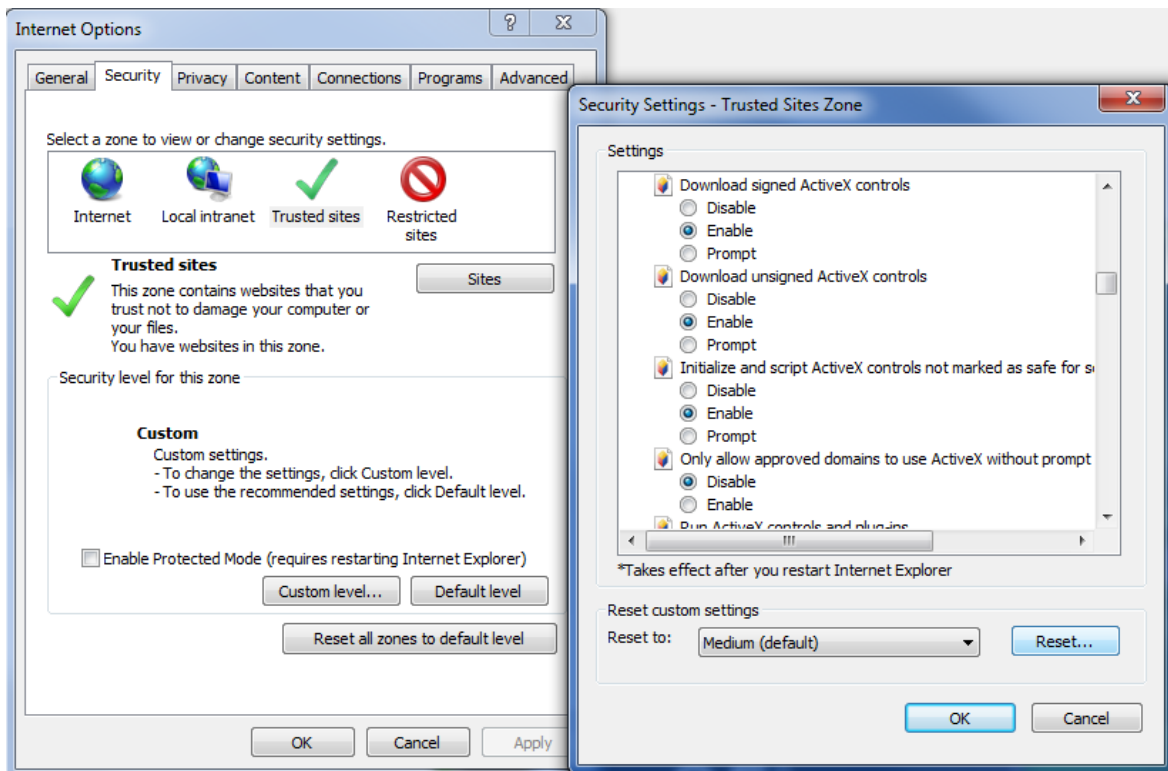 Internet Options
General Security Privacy Content Connections Programs Advanced
Select a zone to view or change security settings.
Internet
Local intranet
Trusted sites
Restricted
sites
Trusted sites
Sites
This zone contains websites that you
trust not to damage your computer or
your files.
You have websites in this zone.
Security level for this zone
Custom
Custom settings.
- To change the settings, click Custom level.
- To use the recommended settings, click Default level.
Enable Protected Mode (requires restarting Internet Explorer)
Custom level... Default level
Reset all zones to default level
OK Cancel Apply
Security Settings - Trusted Sites Zone
Settings
Download signed ActiveX controls
Disable
Enable
Prompt
Download unsigned ActiveX controls
Disable
Enable
Prompt
Initialize and script ActiveX controls not marked as safe for
Disable
Enable
Prompt
Only allow approved domains to use ActiveX without prompt
Disable
Enable
Run ActiveX controls and plug-ins
*Takes effect after you restart Internet Explorer
Reset custom settings
Reset to: Medium (default) Reset...
OK Cancel